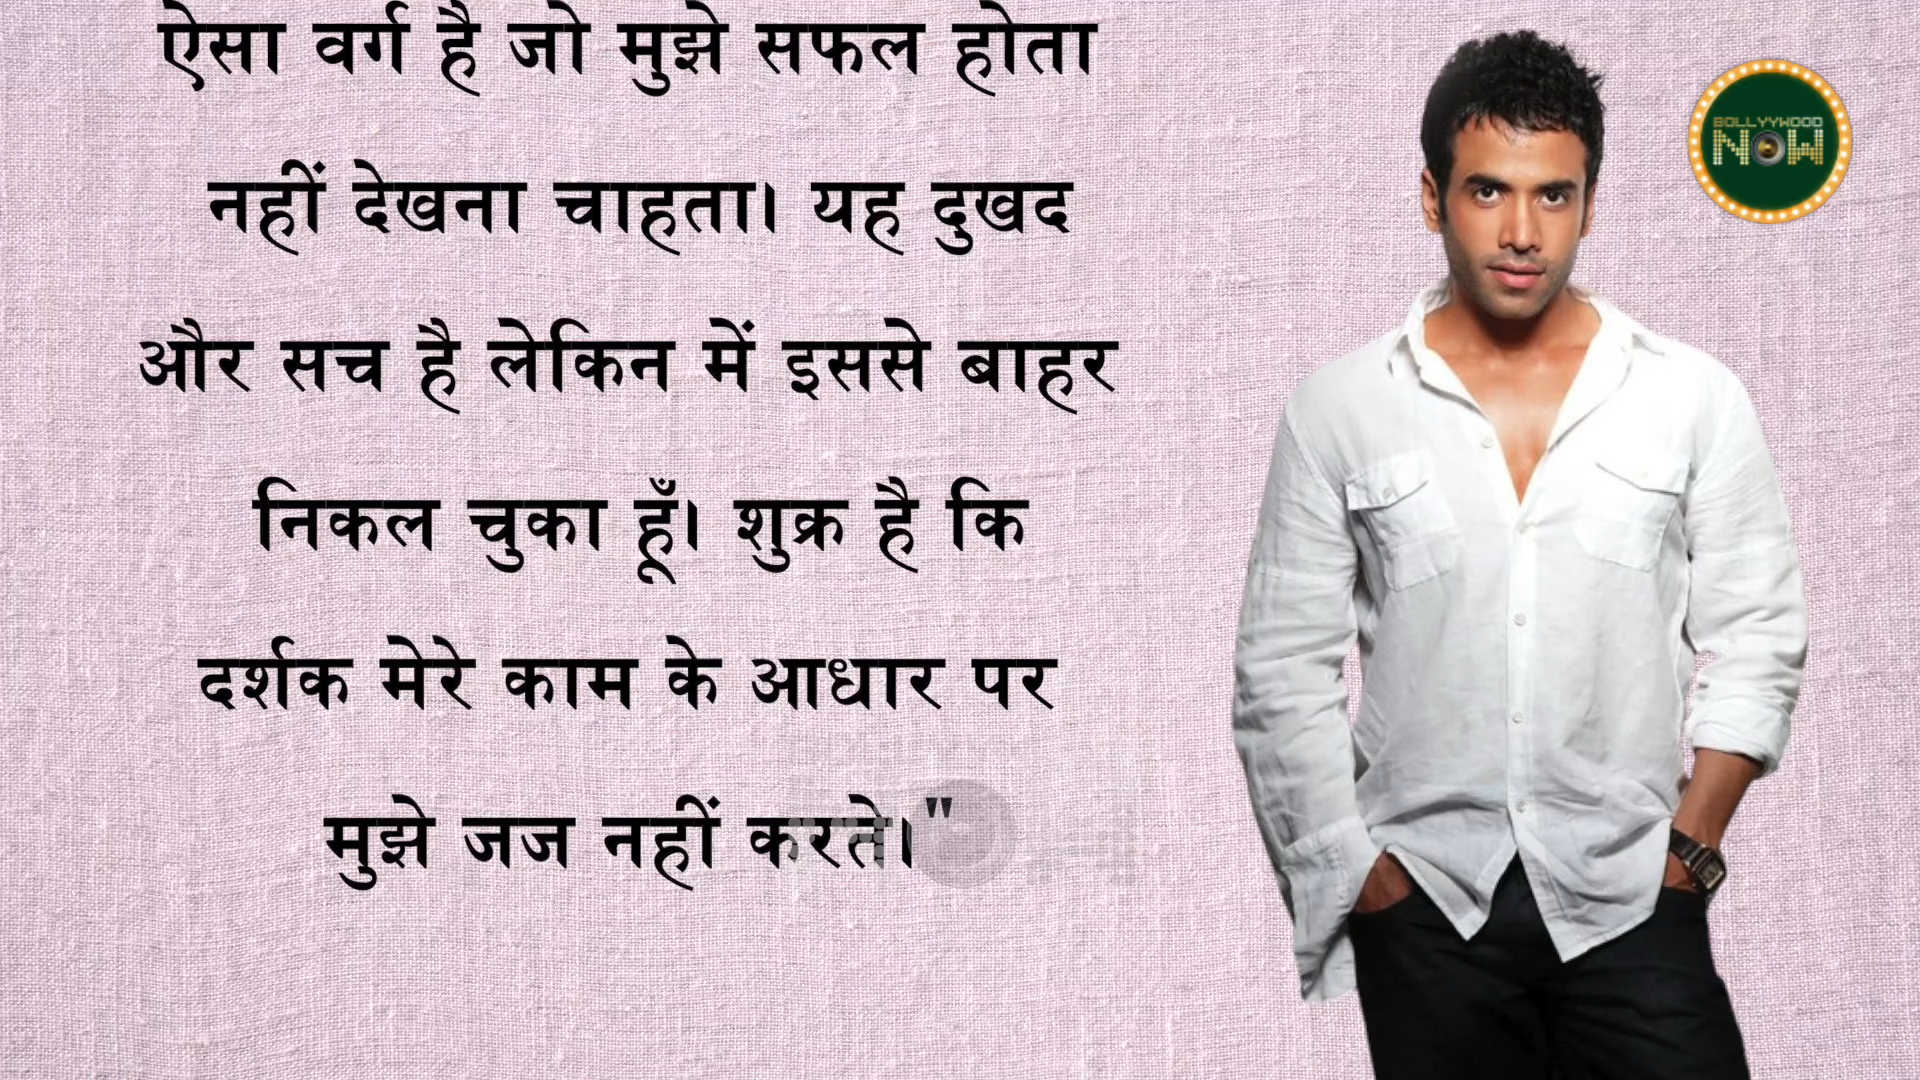 ऐसा वर्ग है जो मुझे सफल होता
नहीं देखना चाहता। यह दुखद
और सच है लेकिन में इससे बाहर
निकल चुका हूँ। शुक्र है कि
दर्शक मेरे काम के आधार पर
मुझे जज नहीं करते।"
BOLLYYWOOD
NOW